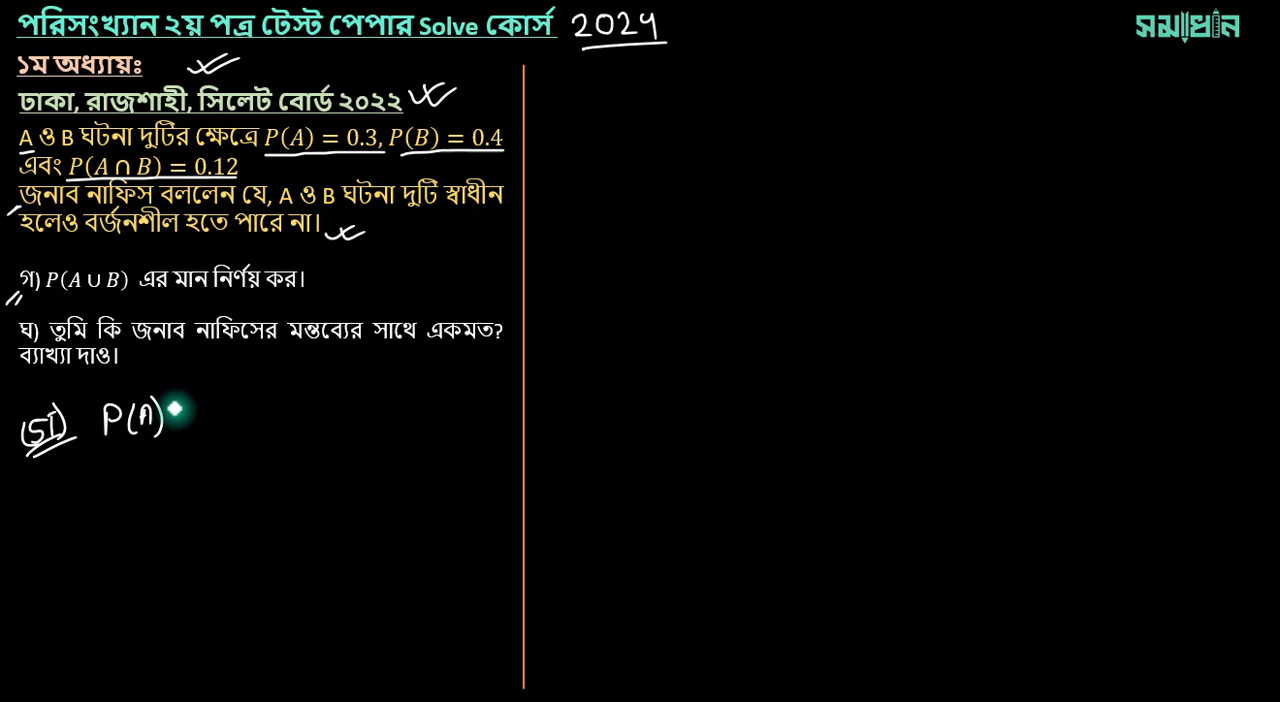 পরিসংখ্যান ২য় পত্র টেস্ট পেপার Solve কোর্স 2024
সমাধান
১ম অধ্যায়ঃ
ঢাকা, রাজশাহী, সিলেট বোর্ড ২০২২
A ও B ঘটনা দুটির ক্ষেত্রে P(A) = 0.3, P(B) = 0.4
এবং P(A ∩ B) = 0.12
জনাব নাফিস বললেন যে, A ও B ঘটনা দুটি স্বাধীন
হলেও বর্জনশীল হতে পারে না।
গ) P(A ∪ B) এর মান নির্ণয় কর।
ঘ) তুমি কি জনাব নাফিসের মন্তব্যের সাথে একমত?
ব্যাখ্যা দাও।
(গ) P(A)